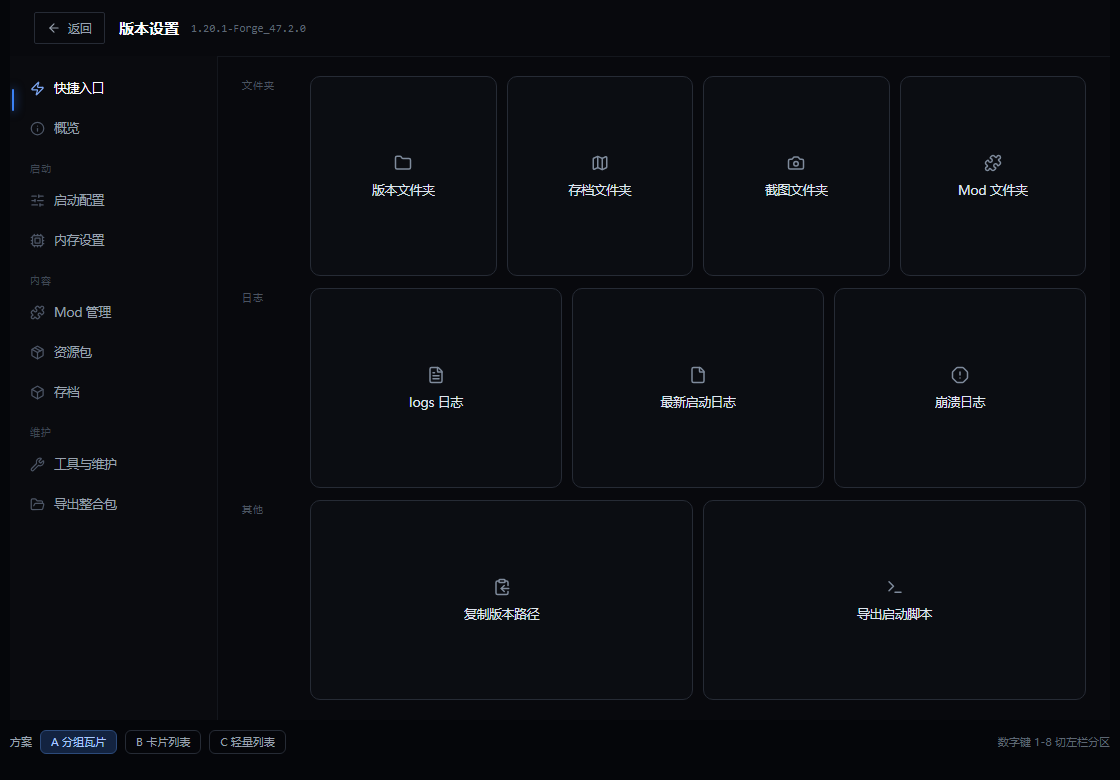 返回 版本设置 1.20.1-Forge_47.2.0
快捷入口
概览
启动
启动配置
内存设置
内容
Mod 管理
资源包
存档
维护
工具与维护
导出整合包
文件夹
版本文件夹
存档文件夹
截图文件夹
Mod 文件夹
日志
logs 日志
最新启动日志
崩溃日志
其他
复制版本路径
导出启动脚本
方案 A 分组瓦片 B 卡片列表 C 轻量列表
数字键 1-8 切左栏分区